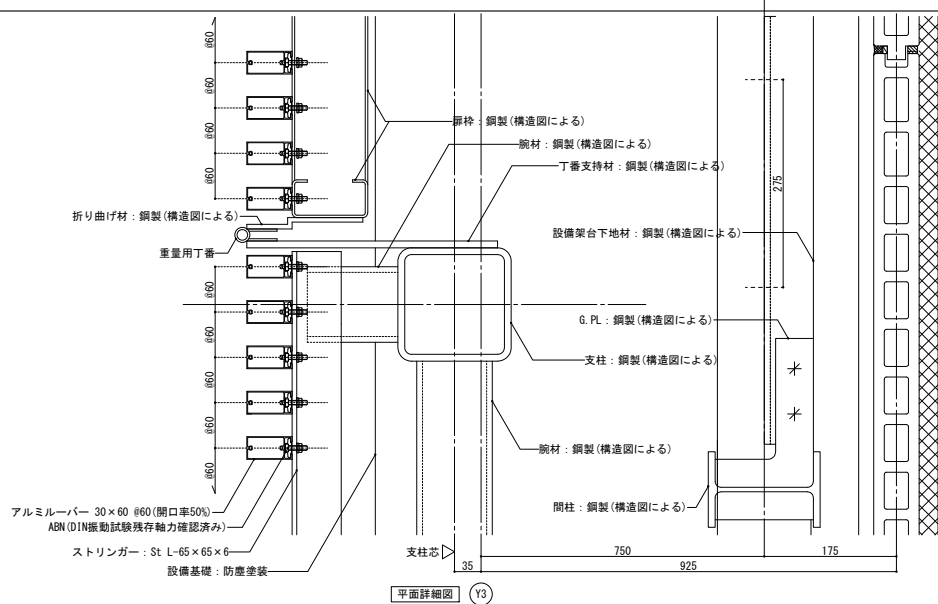 @60
@60
@60
@60
@60
@60
@60
@60
@60
扉枠：鋼製(構造図による)
腕材：鋼製(構造図による)
丁番支持材：鋼製(構造図による)
折り曲げ材：鋼製(構造図による)
重量用丁番
設備架台下地材：鋼製(構造図による)
275
G.PL：鋼製(構造図による)
支柱：鋼製(構造図による)
腕材：鋼製(構造図による)
間柱：鋼製(構造図による)
アルミルーバー 30×60 @60(開口率50%)
ABN(DIN振動試験残存軸力確認済み)
ストリンガー：St L-65×65×6
設備基礎：防塵塗装
支柱芯
35
750
175
925
平面詳細図
Y3